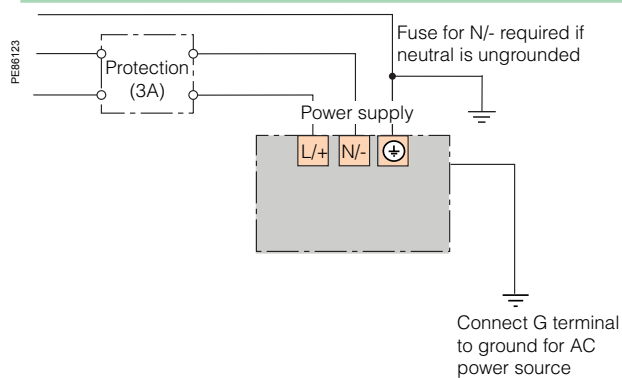 PE86123
Fuse for N/- required if
neutral is ungrounded
Protection
(3A)
Power supply
L/+ N/-
Connect G terminal
to ground for AC
power source